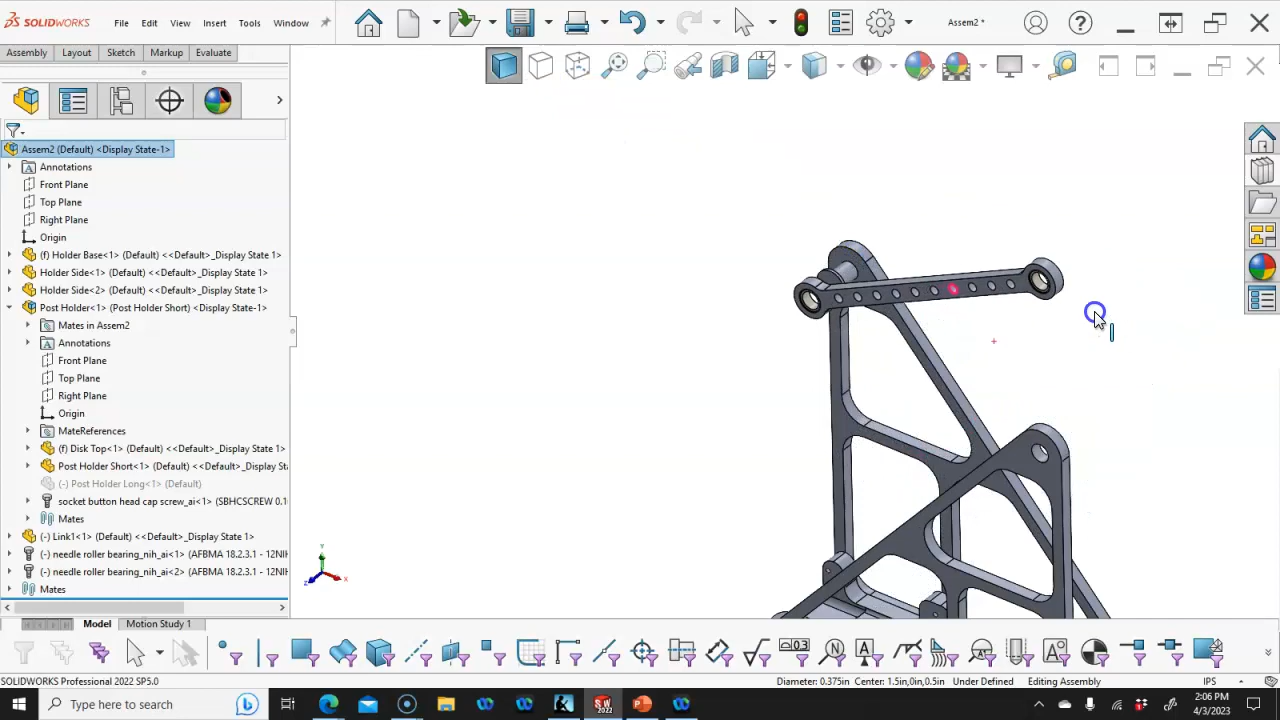 SOLIDWORKS
File
Edit
View
Insert
Tools
Window
Assem2 *
Assembly
Layout
Sketch
Markup
Evaluate
Assem2 (Default) <Display State-1>
Annotations
Front Plane
Top Plane
Right Plane
Origin
(f) Holder Base<1> (Default) <<Default>_Display State 1>
Holder Side<1> (Default) <<Default>_Display State 1>
Holder Side<2> (Default) <<Default>_Display State 1>
Post Holder<1> (Post Holder Short) <Display State-1>
Mates in Assem2
Annotations
Front Plane
Top Plane
Right Plane
Origin
MateReferences
(f) Disk Top<1> (Default) <<Default>_Display State 1
Post Holder Short<1> (Default) <<Default>_Display St
(-) Post Holder Long<1> (Default)
socket button head cap screw_ai<1> (SBHCSCREW 0.1
Mates
(-) Link1<1> (Default) <<Default>_Display State 1>
needle roller bearing_nih_ai<1> (AFBMA 18.2.3.1 - 12NIH
needle roller bearing_nih_ai<2> (AFBMA 18.2.3.1 - 12NIH
Mates
Y
X
Z
Model
Motion Study 1
SOLIDWORKS Professional 2022 SP5.0
Diameter: 0.375in Center: 1.5in,0in,0.5in
Under Defined
Editing Assembly
IPS
Type here to search
2:06 PM
4/3/2023